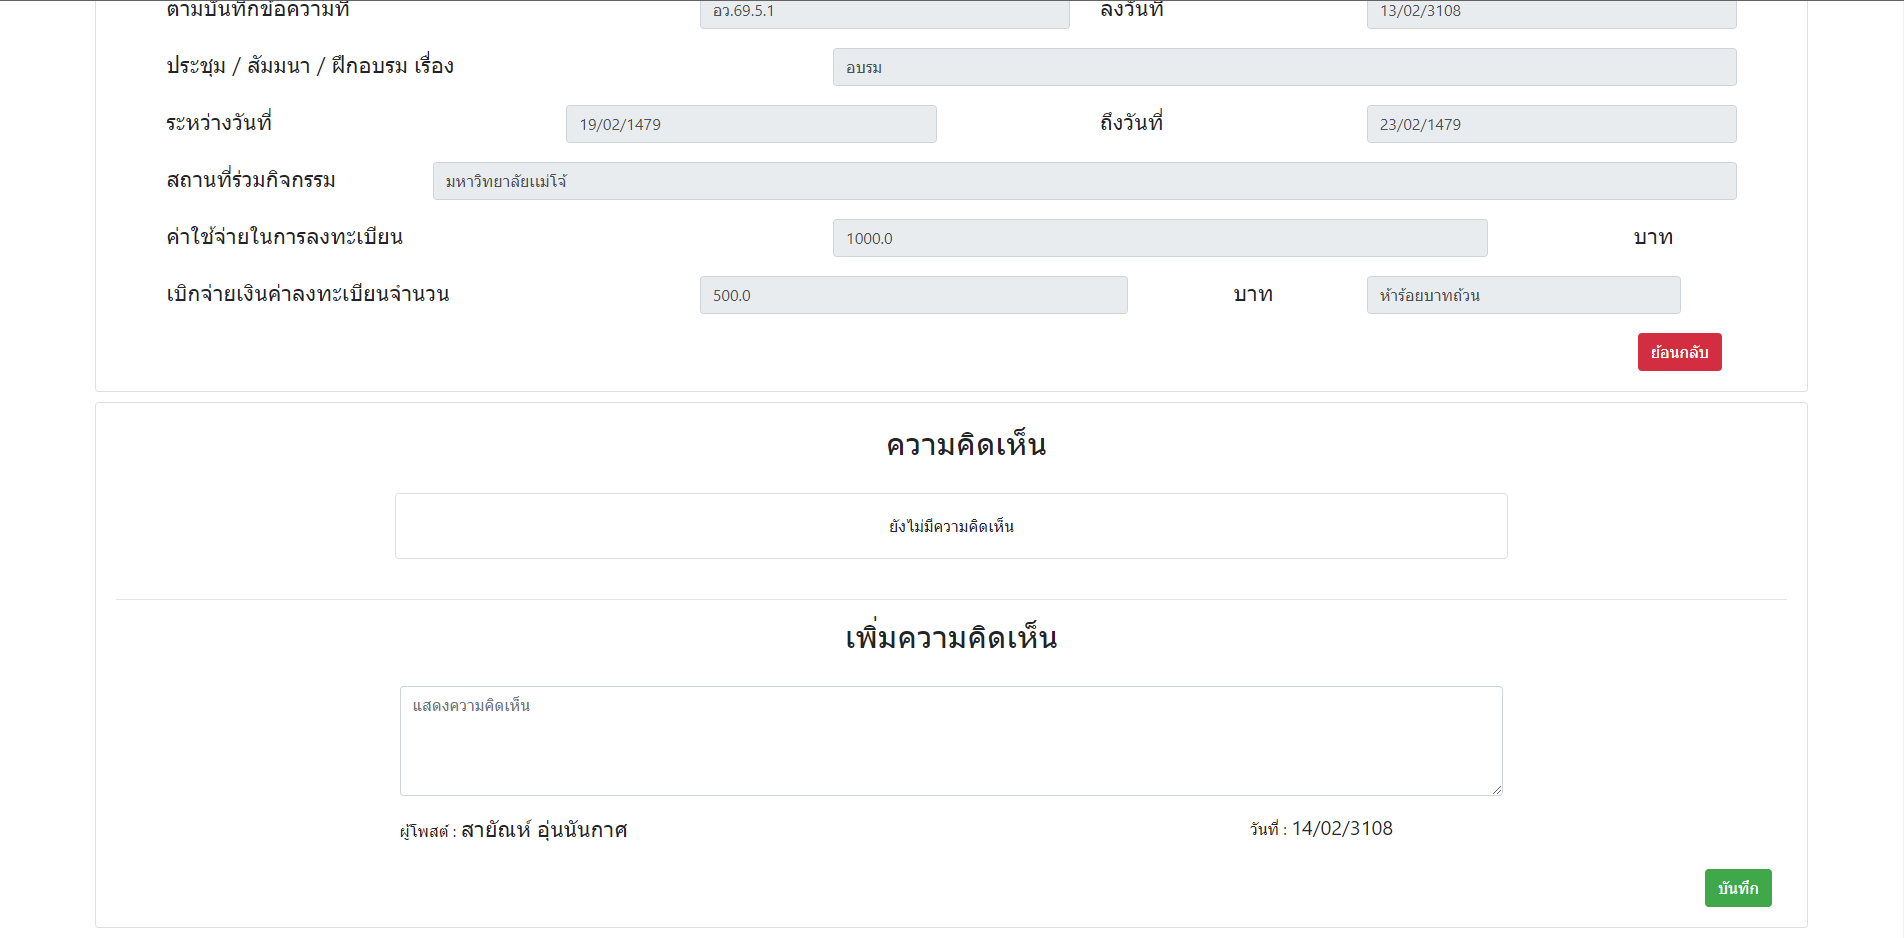 ตามบันทึกข้อความที่ อว.69.5.1 ลงวันที่ 13/02/3108
ประชุม / สัมมนา / ฝึกอบรม เรื่อง อบรม
ระหว่างวันที่ 19/02/1479 ถึงวันที่ 23/02/1479
สถานที่ร่วมกิจกรรม มหาวิทยาลัยแม่โจ้
ค่าใช้จ่ายในการลงทะเบียน 1000.0 บาท
เบิกจ่ายเงินค่าลงทะเบียนจำนวน 500.0 บาท ห้าร้อยบาทถ้วน
ย้อนกลับ
ความคิดเห็น
ยังไม่มีความคิดเห็น
เพิ่มความคิดเห็น
แสดงความคิดเห็น
ผู้โพสต์ : สายัณห์ อุ่นนันกาศ วันที่ : 14/02/3108
บันทึก